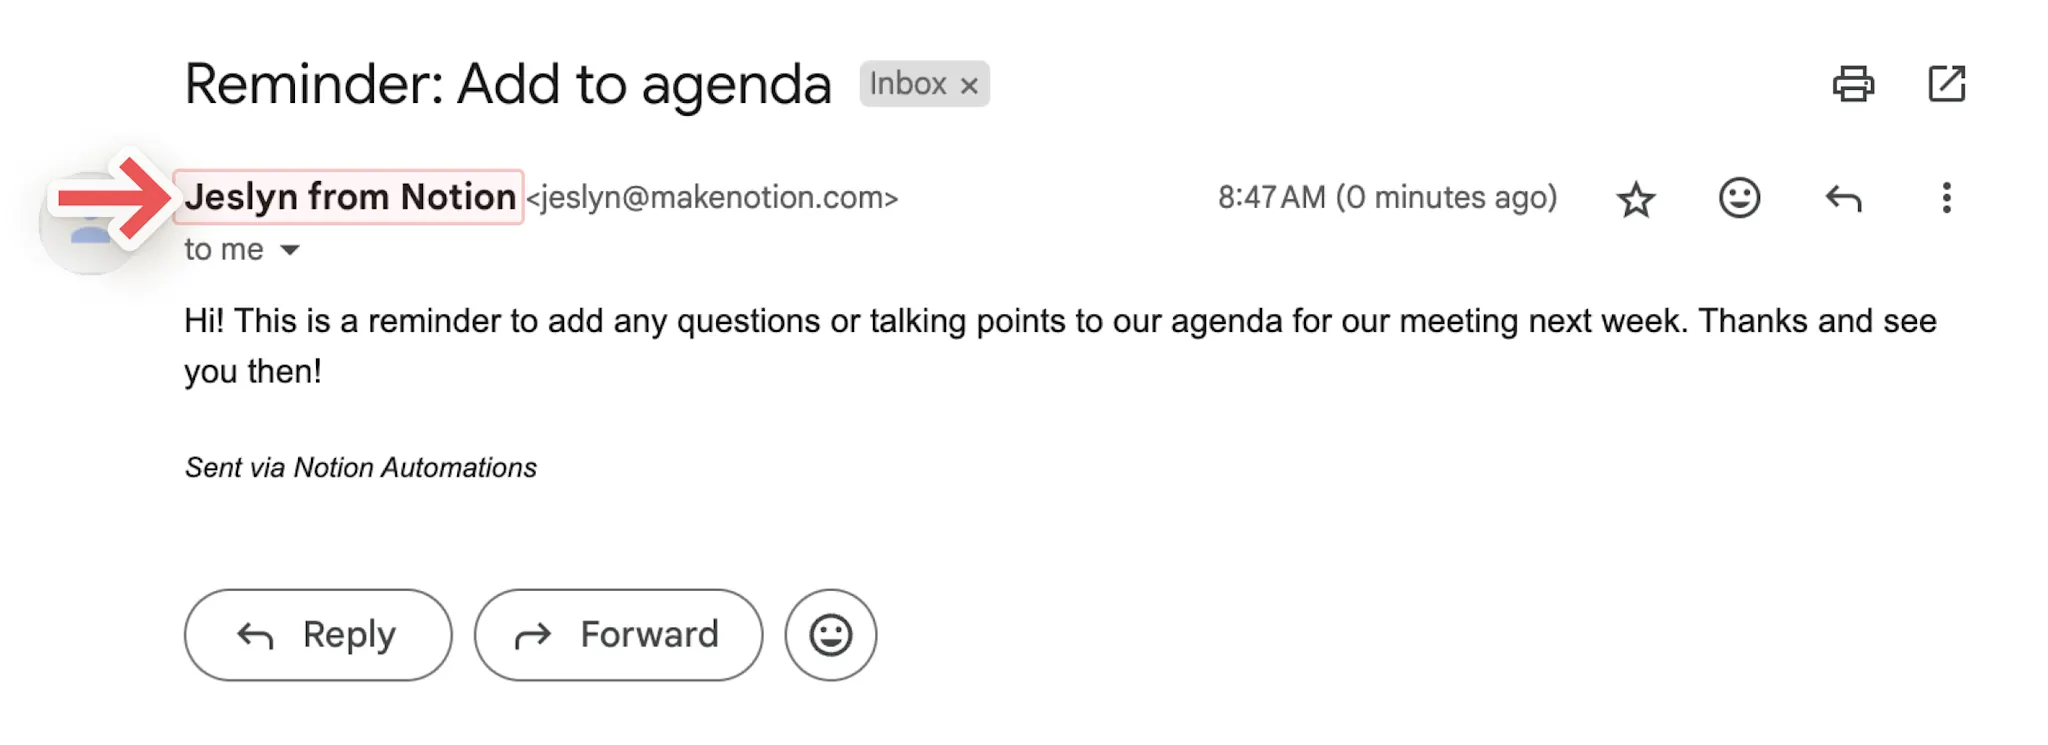 Reminder: Add to agenda Inbox ×
Jeslyn from Notion <jeslyn@makenotion.com> 8:47 AM (0 minutes ago)
to me
Hi! This is a reminder to add any questions or talking points to our agenda for our meeting next week. Thanks and see
you then!
Sent via Notion Automations
Reply Forward